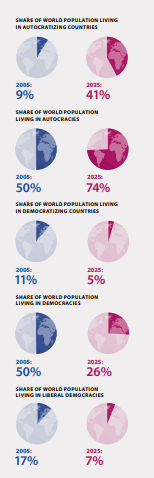 SHARE OF WORLD POPULATION LIVING
IN AUTOCRATIZING COUNTRIES
2005: 2025:
9% 41%
SHARE OF WORLD POPULATION
LIVING IN AUTOCRACIES
2005: 2025:
50% 74%
SHARE OF WORLD POPULATION LIVING
IN DEMOCRATIZING COUNTRIES
2005: 2025:
11% 5%
SHARE OF WORLD POPULATION
LIVING IN DEMOCRACIES
2005: 2025:
50% 26%
SHARE OF WORLD POPULATION
LIVING IN LIBERAL DEMOCRACIES
2005: 2025:
17% 7%